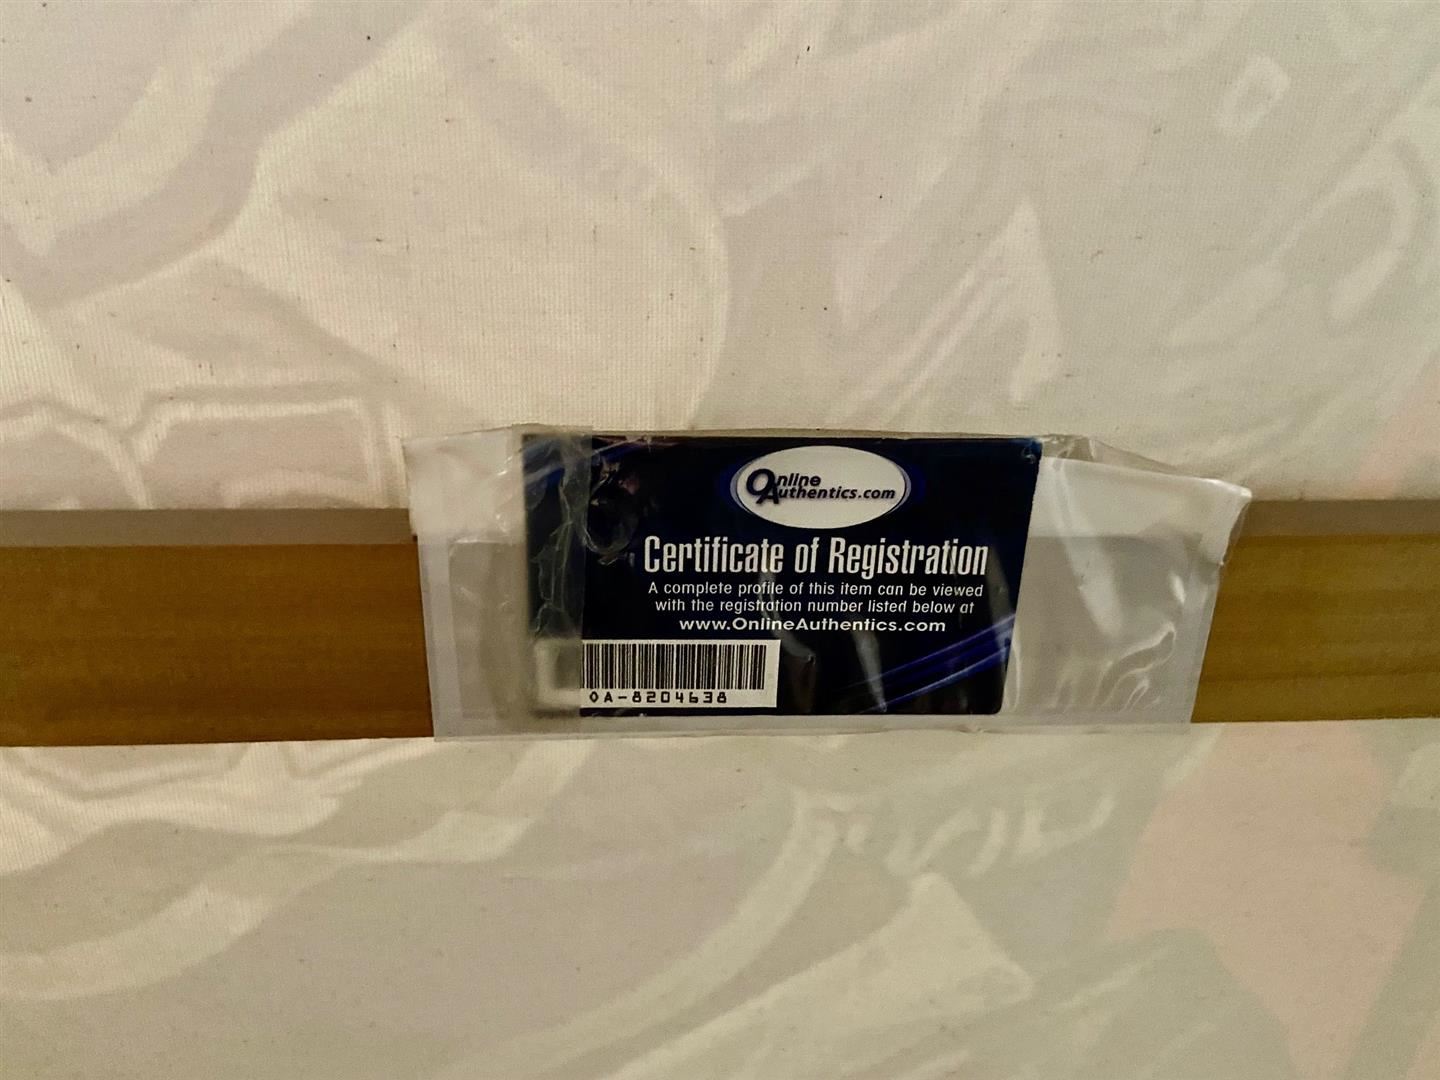 Online
Authentics.com
Certificate of Registration
A complete profile of this item can be viewed
with the registration number listed below at
www.OnlineAuthentics.com
OA-8204638